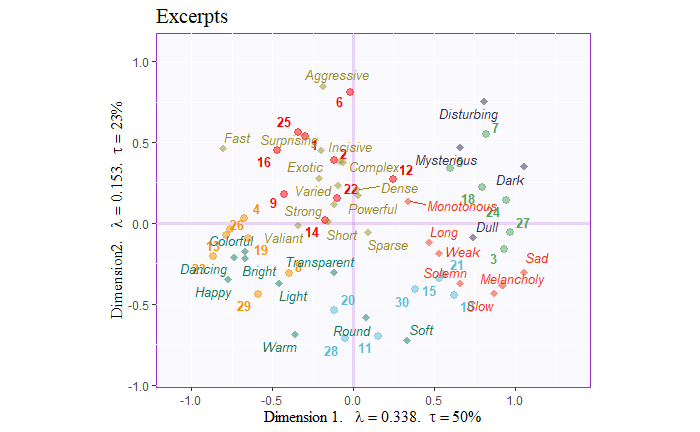 Excerpts
Aggressive
6
Disturbing
7
25
Surprising
1
Fast
Incisive
16
2
Mysterious
Exotic
Complex
12
Dark
9
Varied
22
Dense
18
Strong
Powerful
Monotonous
24
4
26
14
Short
Long
Dull
27
Valiant
Sparse
13
Colorful
19
Weak
3
Sad
Dancing
Bright
8
Transparent
Solemn
21
Melancholy
Happy
Light
29
20
30
15
10
Slow
Warm
28
Round
11
Soft
1.0
0.5
0.0
-0.5
-1.0
-1.0
-0.5
0.0
0.5
1.0
Dimension 1. λ = 0.338. τ = 50%
Dimension2. λ = 0.153. τ = 23%